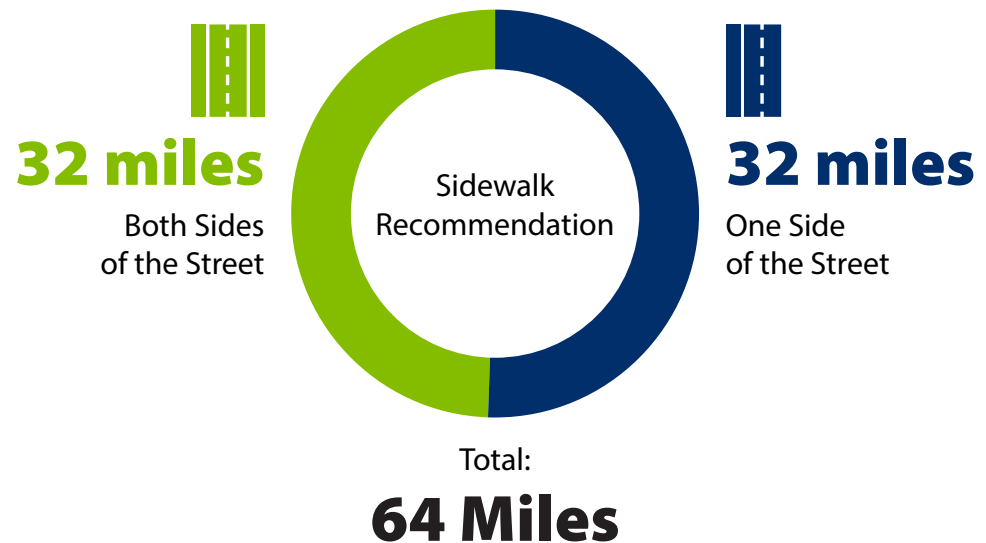 32 miles
Both Sides
of the Street
Sidewalk
Recommendation
32 miles
One Side
of the Street
Total:
64 Miles